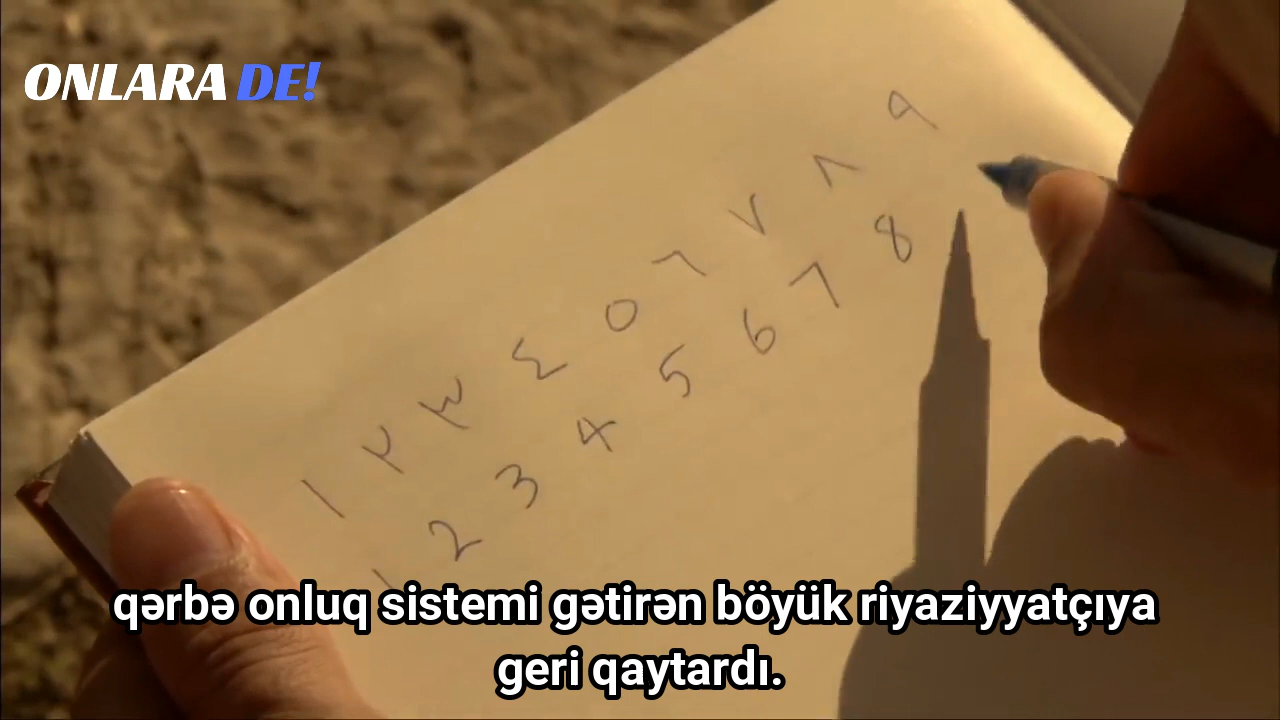 ONLARA DE!
١ ٢ ٣ ٤ ٥ ٦ ٧ ٨ ٩
1 2 3 4 5 6 7 8
qərbə onluq sistemi gətirən böyük riyaziyyatçıya
geri qaytardı.